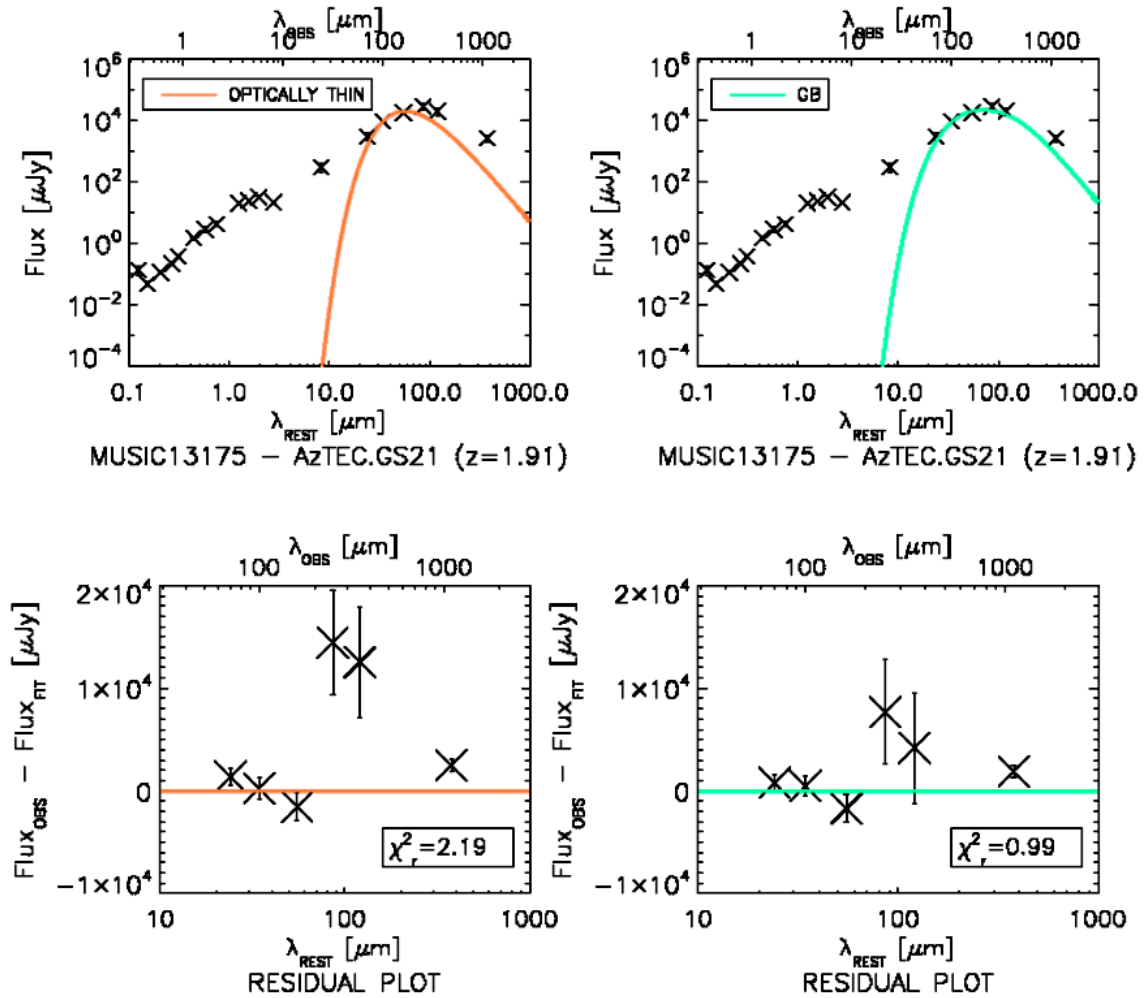 λOBS [μm]
1 10 100 1000
10^6
10^4
10^2
10^0
10^-2
10^-4
Flux [μJy]
OPTICALLY THIN
0.1 1.0 10.0 100.0 1000.0
λREST [μm]
MUSIC13175 − AzTEC.GS21 (z=1.91)
λOBS [μm]
1 10 100 1000
10^6
10^4
10^2
10^0
10^-2
10^-4
Flux [μJy]
GB
0.1 1.0 10.0 100.0 1000.0
λREST [μm]
MUSIC13175 − AzTEC.GS21 (z=1.91)
λOBS [μm]
100 1000
2×10^4
1×10^4
0
−1×10^4
FluxOBS − FluxFIT [μJy]
χ²r=2.19
10 100 1000
λREST [μm]
RESIDUAL PLOT
λOBS [μm]
100 1000
2×10^4
1×10^4
0
−1×10^4
FluxOBS − FluxFIT [μJy]
χ²r=0.99
10 100 1000
λREST [μm]
RESIDUAL PLOT